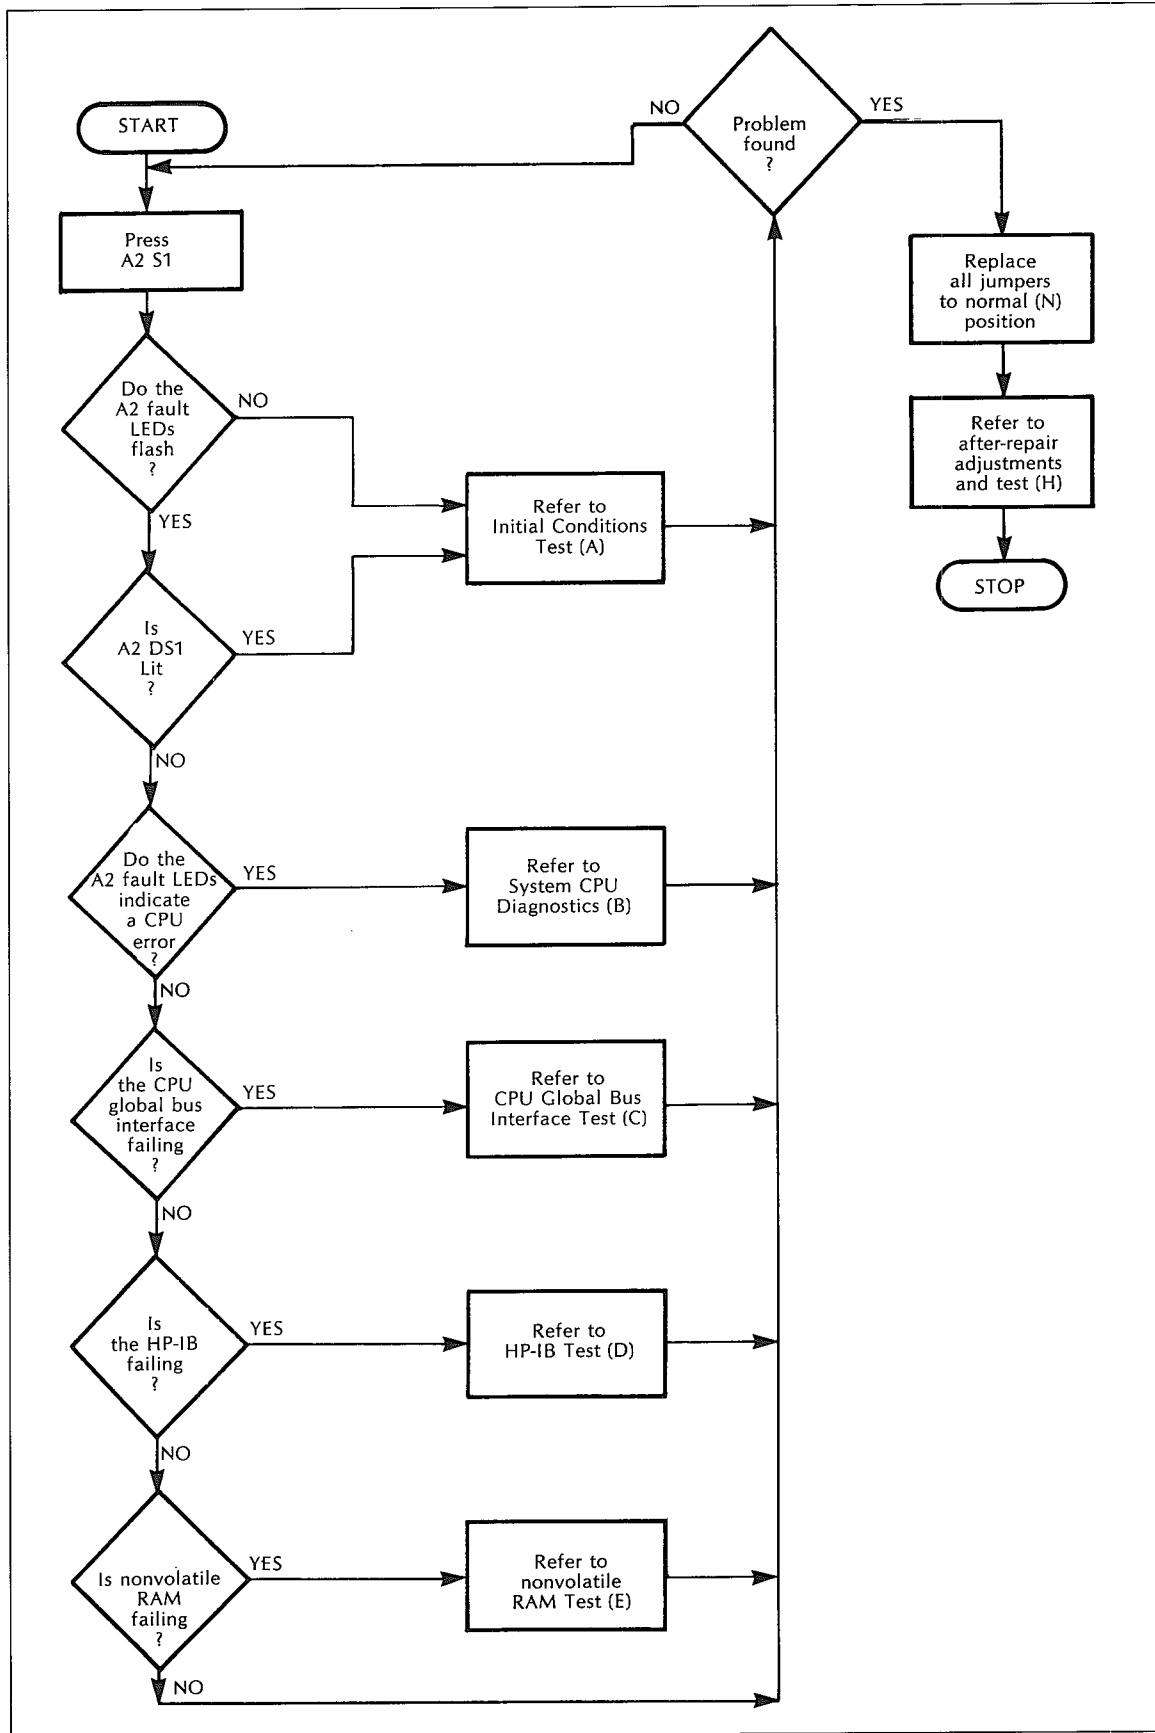 START
Press
A2 S1
Do the
A2 fault
LEDs
flash
?
NO
YES
Refer to
Initial Conditions
Test (A)
Is
A2 DS1
Lit
?
YES
NO
Do the
A2 fault LEDs
indicate
a CPU
error
?
YES
Refer to
System CPU
Diagnostics (B)
NO
Is
the CPU
global bus
interface
failing
?
YES
Refer to
CPU Global Bus
Interface Test (C)
NO
Is
the HP-IB
failing
?
YES
Refer to
HP-IB Test (D)
NO
Is nonvolatile
RAM
failing
?
YES
Refer to
nonvolatile
RAM Test (E)
NO
Problem
found
?
NO
YES
Replace
all jumpers
to normal (N)
position
Refer to
after-repair
adjustments
and test (H)
STOP